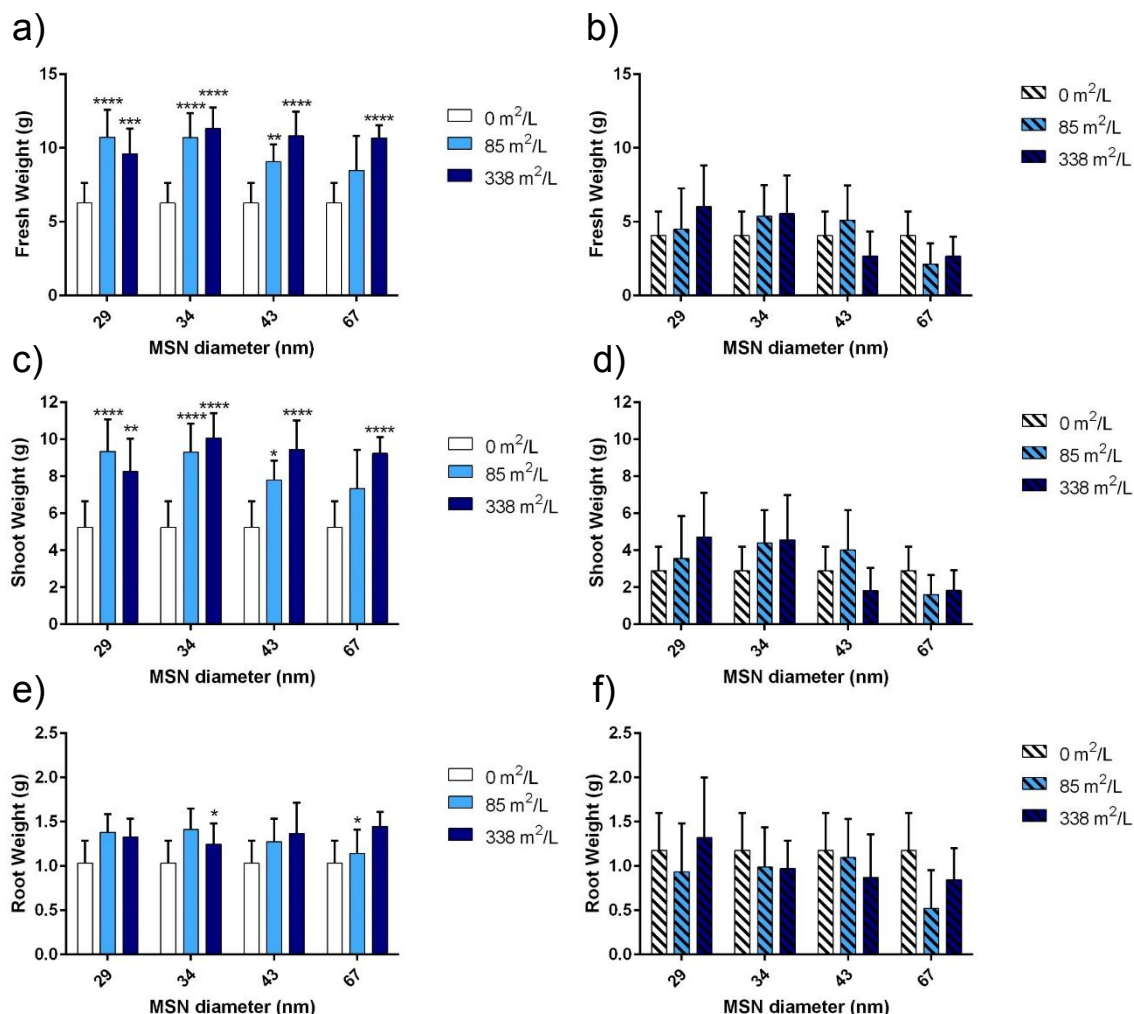 a)
15
10
5
0
Fresh Weight (g)
**** *** **** **** ** **** ****
29 34 43 67
MSN diameter (nm)
0 m²/L
85 m²/L
338 m²/L
b)
15
10
5
0
Fresh Weight (g)
29 34 43 67
MSN diameter (nm)
0 m²/L
85 m²/L
338 m²/L
c)
12
10
8
6
4
2
0
Shoot Weight (g)
**** ** **** **** * **** ****
29 34 43 67
MSN diameter (nm)
0 m²/L
85 m²/L
338 m²/L
d)
12
10
8
6
4
2
0
Shoot Weight (g)
29 34 43 67
MSN diameter (nm)
0 m²/L
85 m²/L
338 m²/L
e)
2.5
2.0
1.5
1.0
0.5
0.0
Root Weight (g)
* *
29 34 43 67
MSN diameter (nm)
0 m²/L
85 m²/L
338 m²/L
f)
2.5
2.0
1.5
1.0
0.5
0.0
Root Weight (g)
29 34 43 67
MSN diameter (nm)
0 m²/L
85 m²/L
338 m²/L